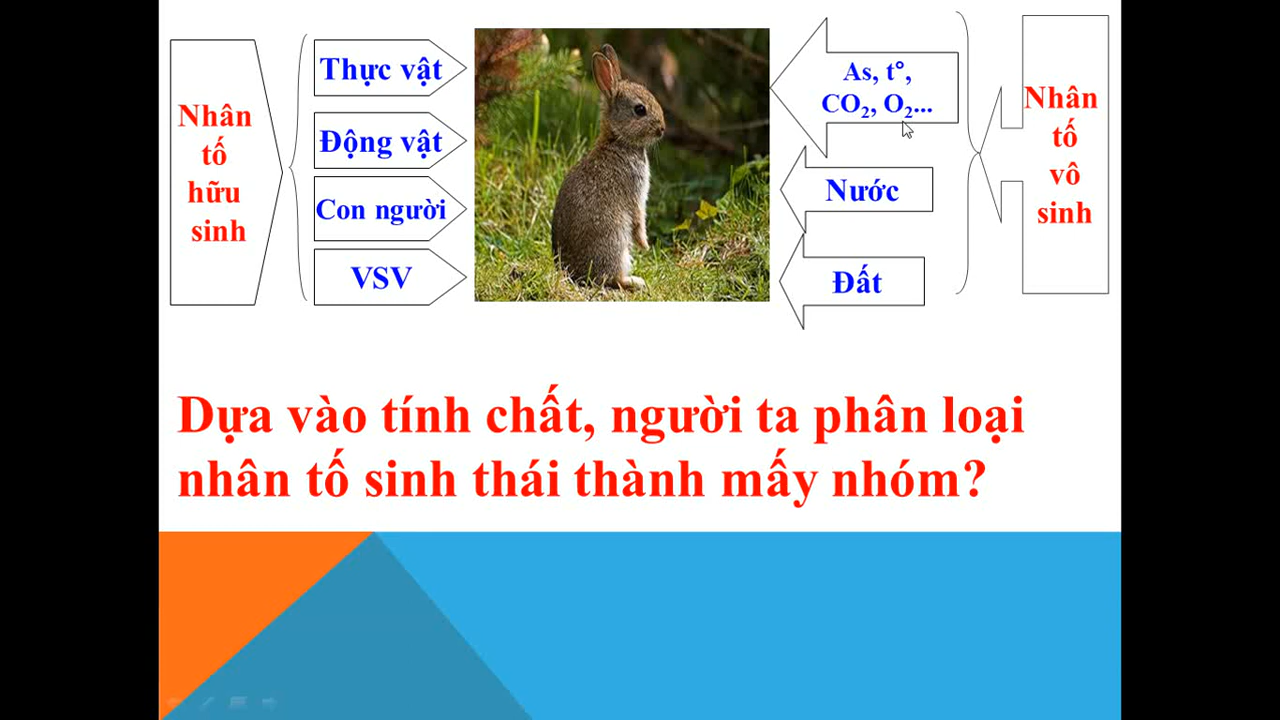 Nhân
tố
hữu
sinh
Thực vật
Động vật
Con người
VSV
As, t°,
CO₂, O₂...
Nước
Đất
Nhân
tố
vô
sinh
Dựa vào tính chất, người ta phân loại
nhân tố sinh thái thành mấy nhóm?